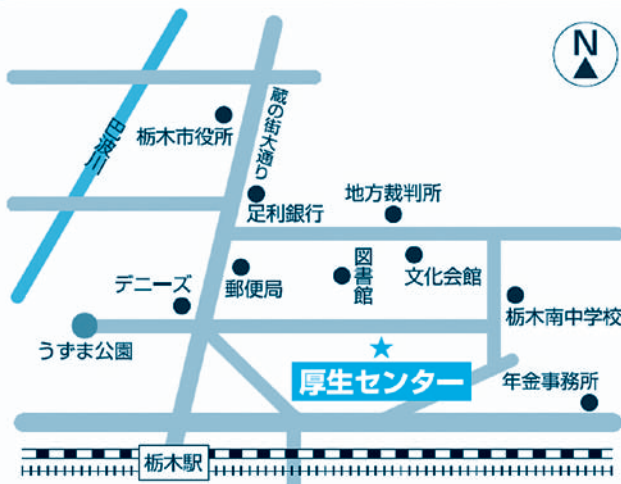 N
巴波川
栃木市役所
蔵の街大通り
足利銀行
地方裁判所
デニーズ
郵便局
図書館
文化会館
栃木南中学校
うずま公園
厚生センター
年金事務所
栃木駅